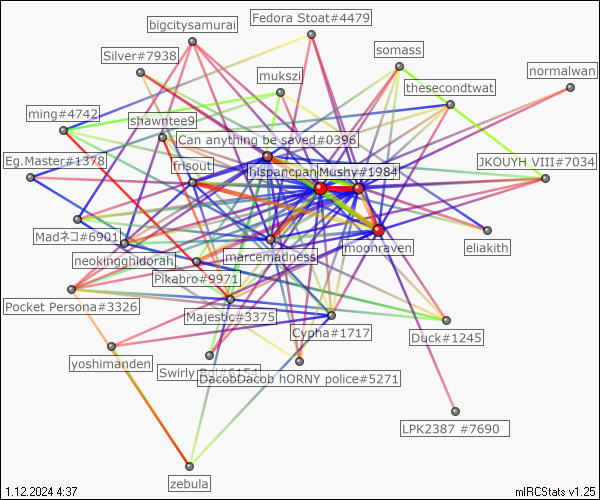 Fedora Stoat#4479
bigcitysamurai
Silver#7938
somass
mukszi
normalwan
thesecondtwat
ming#4742
shawntee9
Can anything be saved#0396
Eg.Master#1378
frisout
Mushy#1984
JKOUYH VIII#7034
Madネコ#6901
moonraven
eliakith
neokingghidorah
marcemadness
Pikabro#9971
Pocket Persona#3326
Majestic#3375
Cypha#1717
Duck#1245
yoshimanden
Swirly
DacobDacob hORNY police#5271
LPK2387 #7690
zebula
1.12.2024 4:37
mIRCStats v1.25